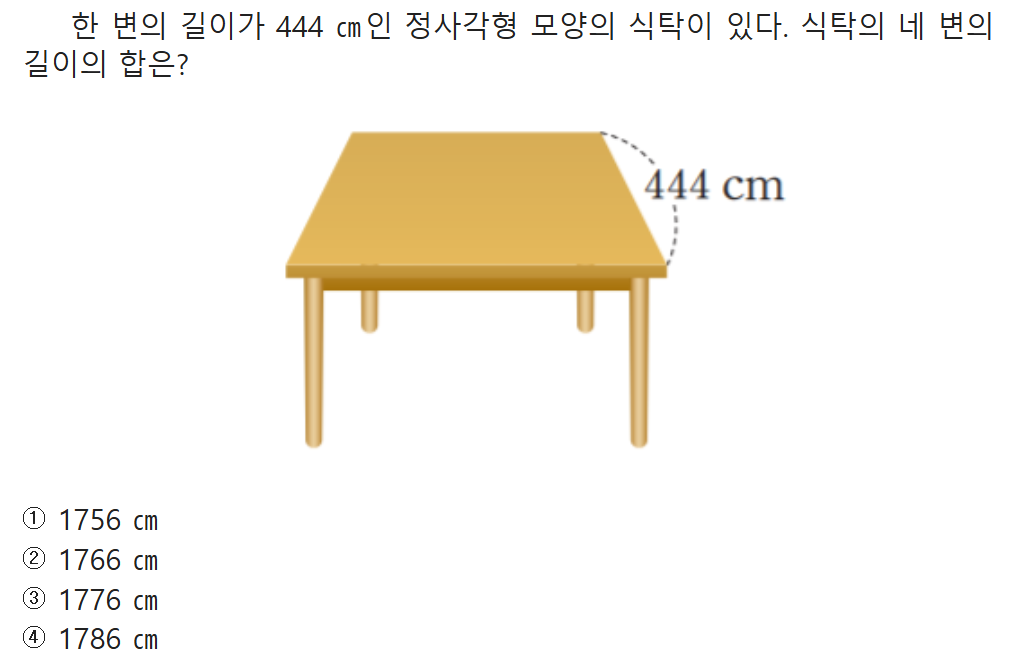 한 변의 길이가 444 ㎝인 정사각형 모양의 식탁이 있다. 식탁의 네 변의
길이의 합은?
444 cm
① 1756 ㎝
② 1766 ㎝
③ 1776 ㎝
④ 1786 ㎝